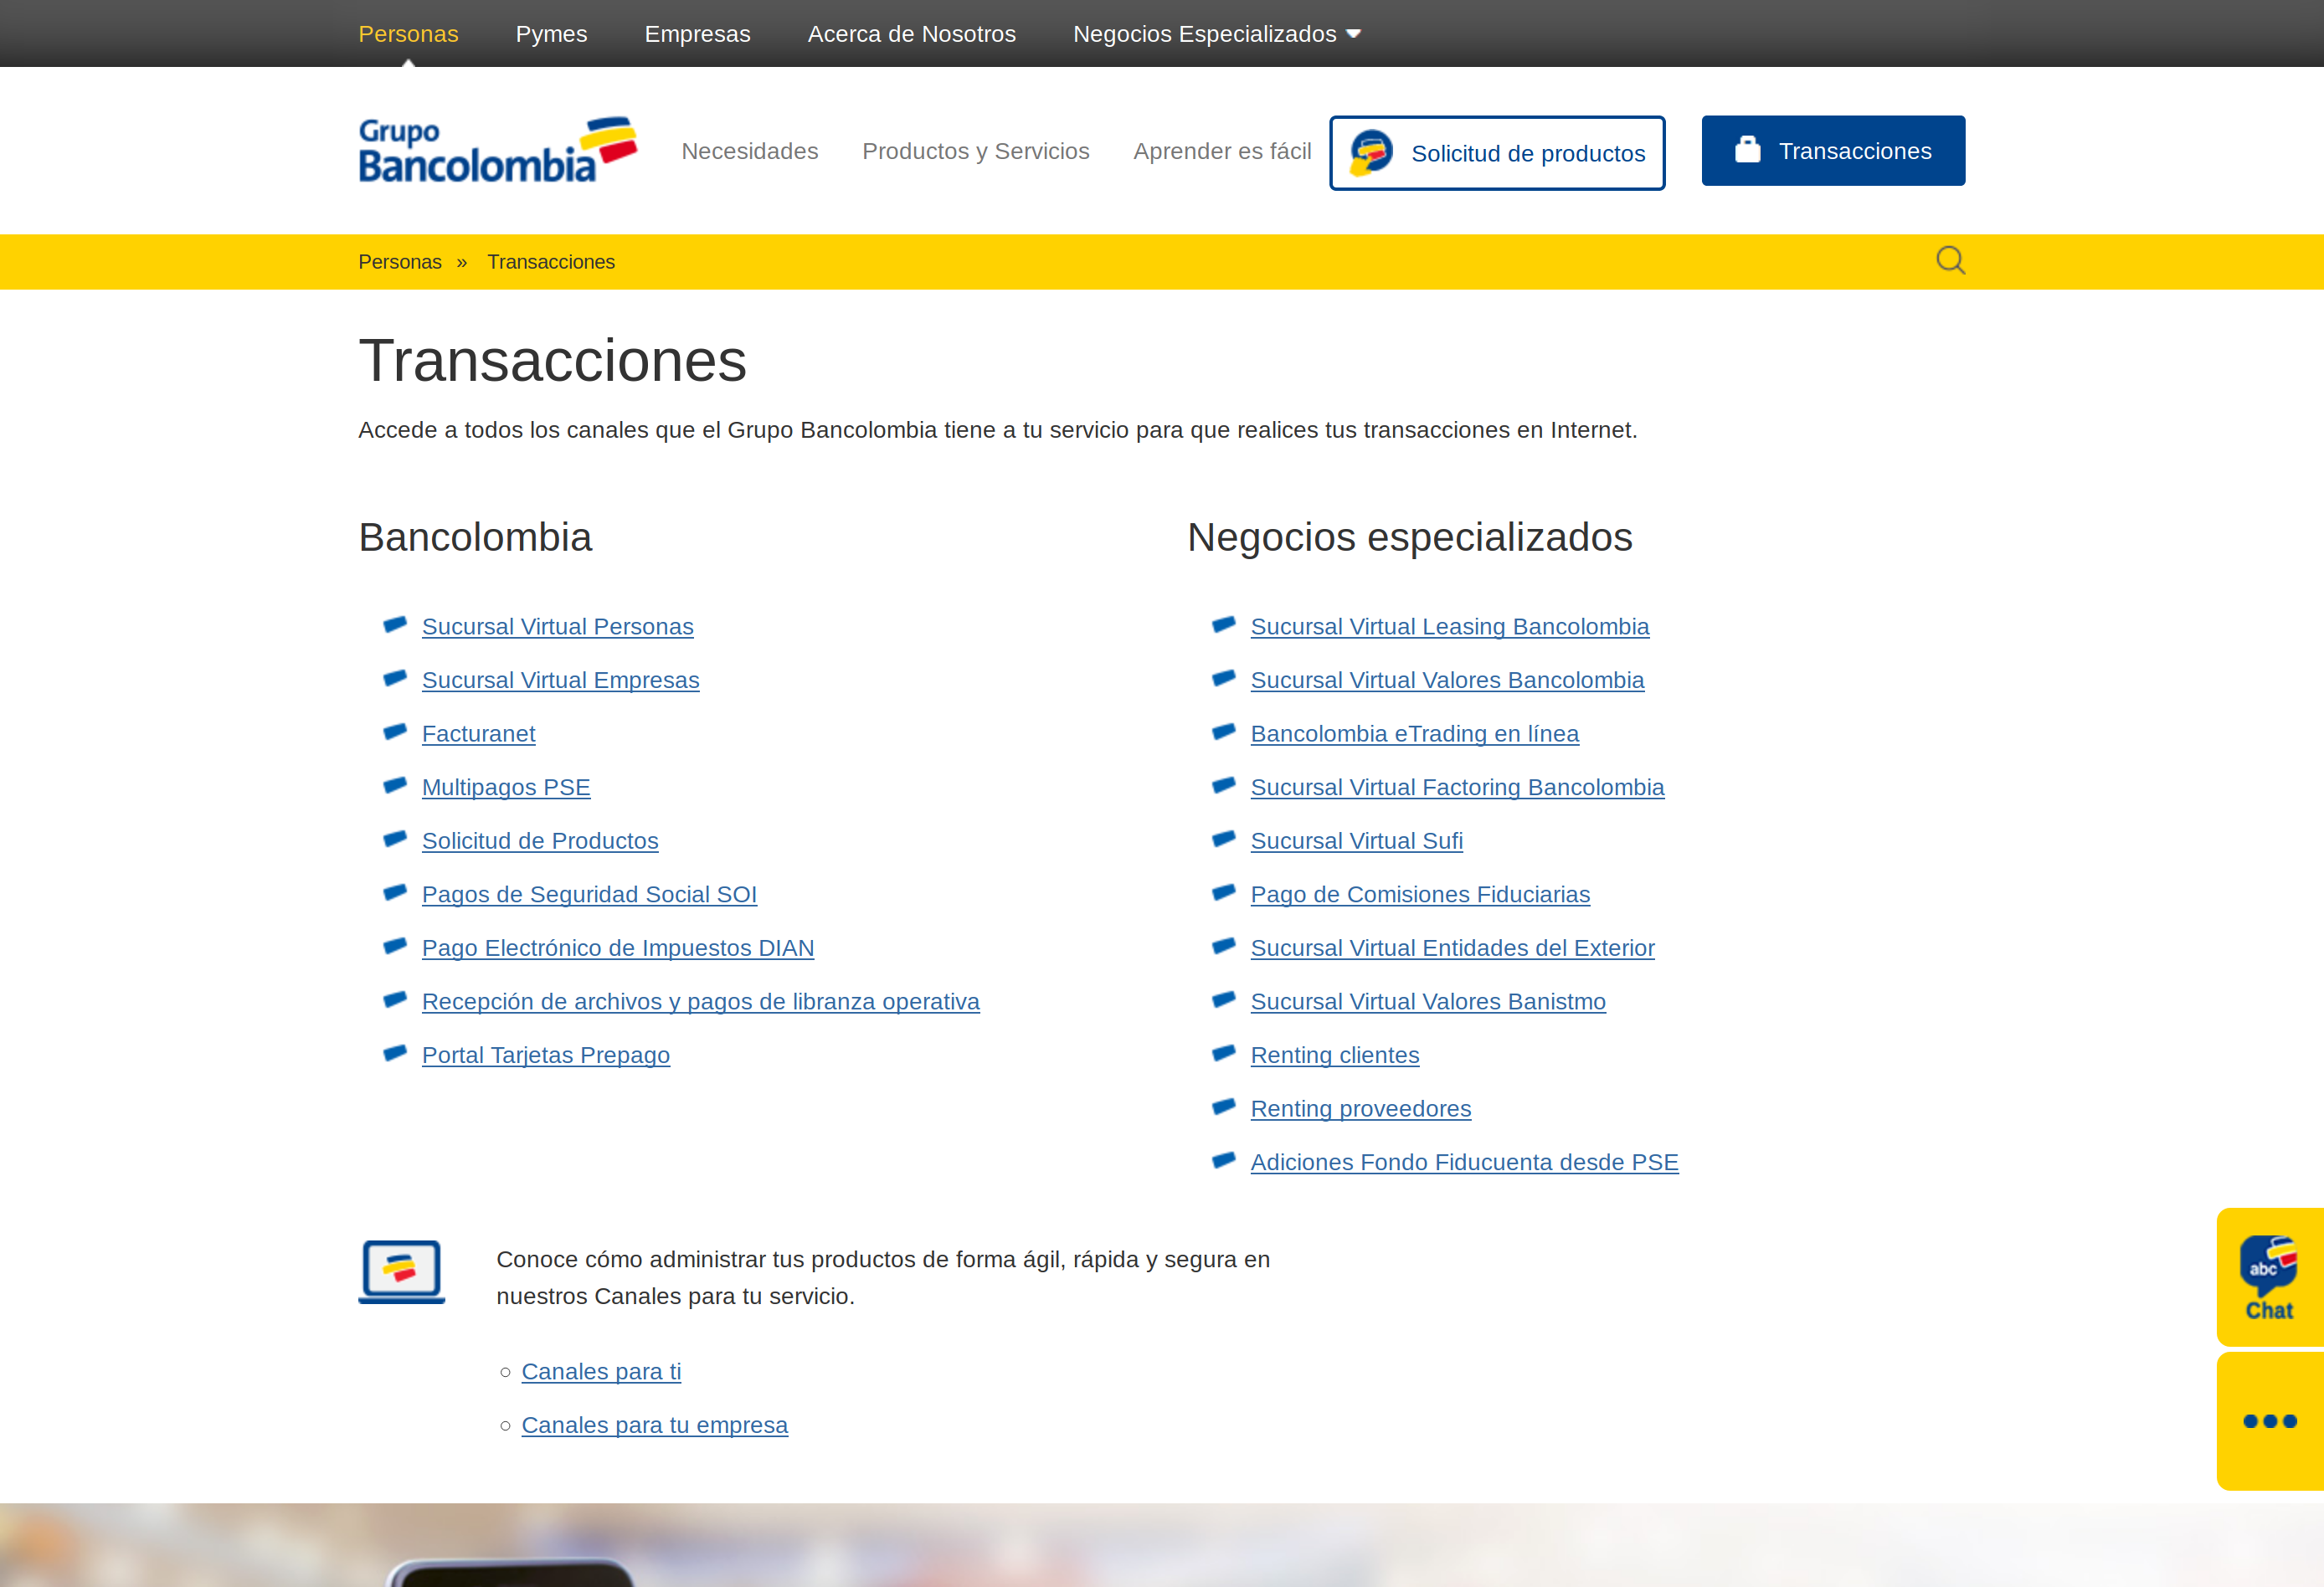 Personas Pymes Empresas Acerca de Nosotros Negocios Especializados
Grupo
Bancolombia
Necesidades Productos y Servicios Aprender es fácil Solicitud de productos Transacciones
Personas » Transacciones
Transacciones
Accede a todos los canales que el Grupo Bancolombia tiene a tu servicio para que realices tus transacciones en Internet.
Bancolombia
Sucursal Virtual Personas
Sucursal Virtual Empresas
Facturanet
Multipagos PSE
Solicitud de Productos
Pagos de Seguridad Social SOI
Pago Electrónico de Impuestos DIAN
Recepción de archivos y pagos de libranza operativa
Portal Tarjetas Prepago
Negocios especializados
Sucursal Virtual Leasing Bancolombia
Sucursal Virtual Valores Bancolombia
Bancolombia eTrading en línea
Sucursal Virtual Factoring Bancolombia
Sucursal Virtual Sufi
Pago de Comisiones Fiduciarias
Sucursal Virtual Entidades del Exterior
Sucursal Virtual Valores Banistmo
Renting clientes
Renting proveedores
Adiciones Fondo Fiducuenta desde PSE
Conoce cómo administrar tus productos de forma ágil, rápida y segura en
nuestros Canales para tu servicio.
Canales para ti
Canales para tu empresa
abc
Chat